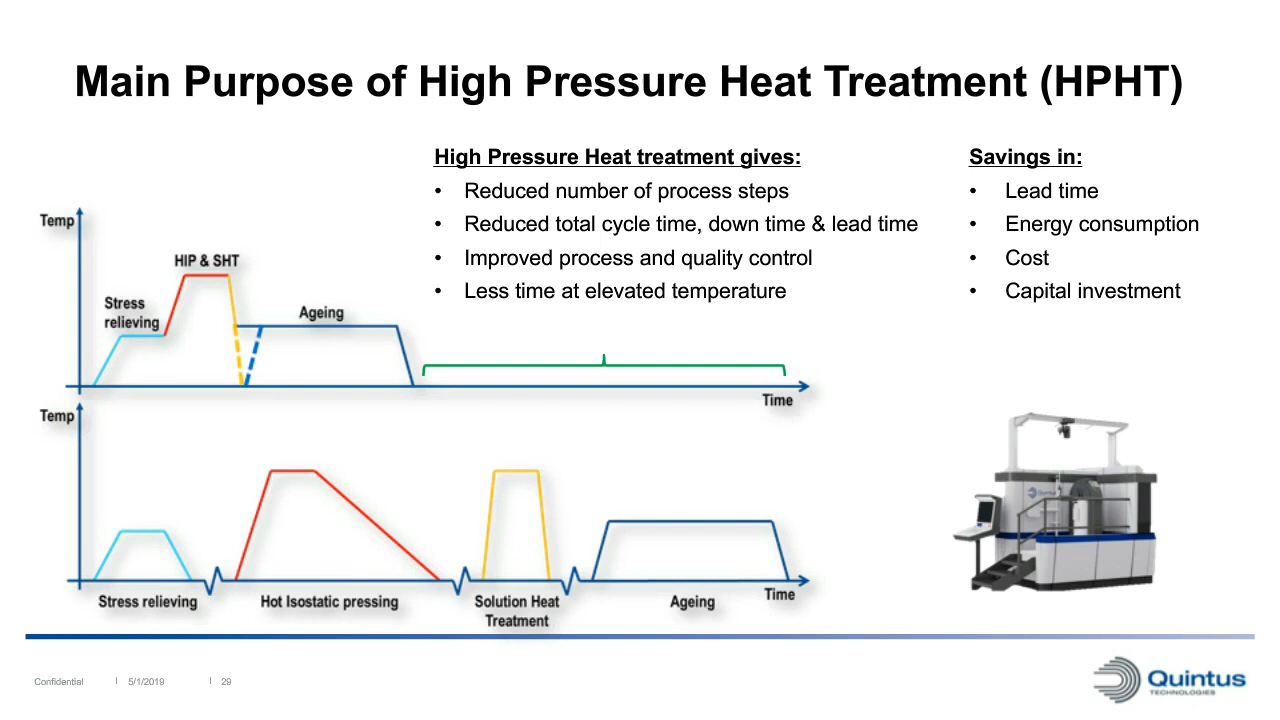 Main Purpose of High Pressure Heat Treatment (HPHT)
High Pressure Heat treatment gives:
• Reduced number of process steps
• Reduced total cycle time, down time & lead time
• Improved process and quality control
• Less time at elevated temperature
Savings in:
• Lead time
• Energy consumption
• Cost
• Capital investment
Temp
HIP & SHT
Stress
relieving
Ageing
Time
Temp
Stress relieving
Hot Isostatic pressing
Solution Heat
Treatment
Ageing
Time
Quintus
Confidential
5/1/2019
29
Quintus
TECHNOLOGIES